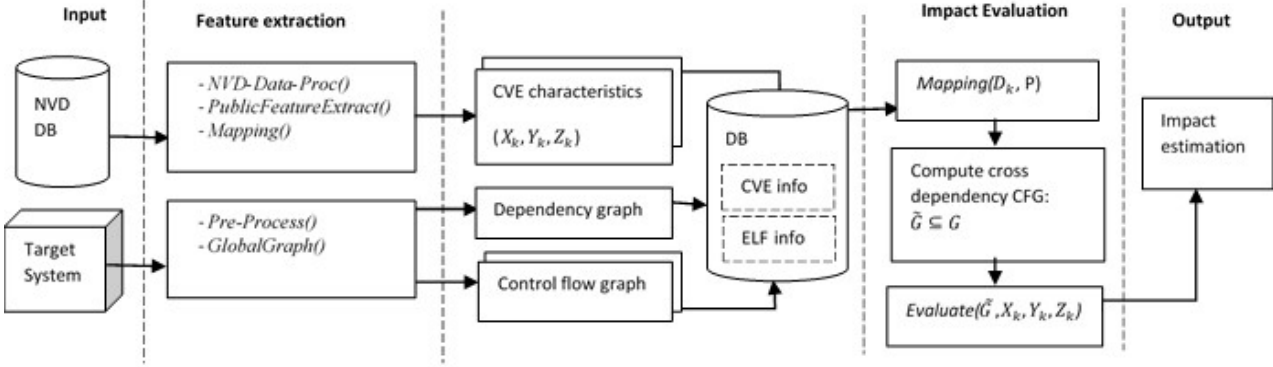 Input
Feature extraction
Impact Evaluation
Output
NVD
DB
- NVD-Data-Proc()
- PublicFeatureExtract()
- Mapping()
CVE characteristics
(X_k, Y_k, Z_k)
DB
CVE info
ELF info
Mapping(D_k, P)
Compute cross
dependency CFG:
G̃ ⊆ G
Evaluate(G̃, X_k, Y_k, Z_k)
Impact
estimation
Target
System
- Pre-Process()
- GlobalGraph()
Dependency graph
Control flow graph